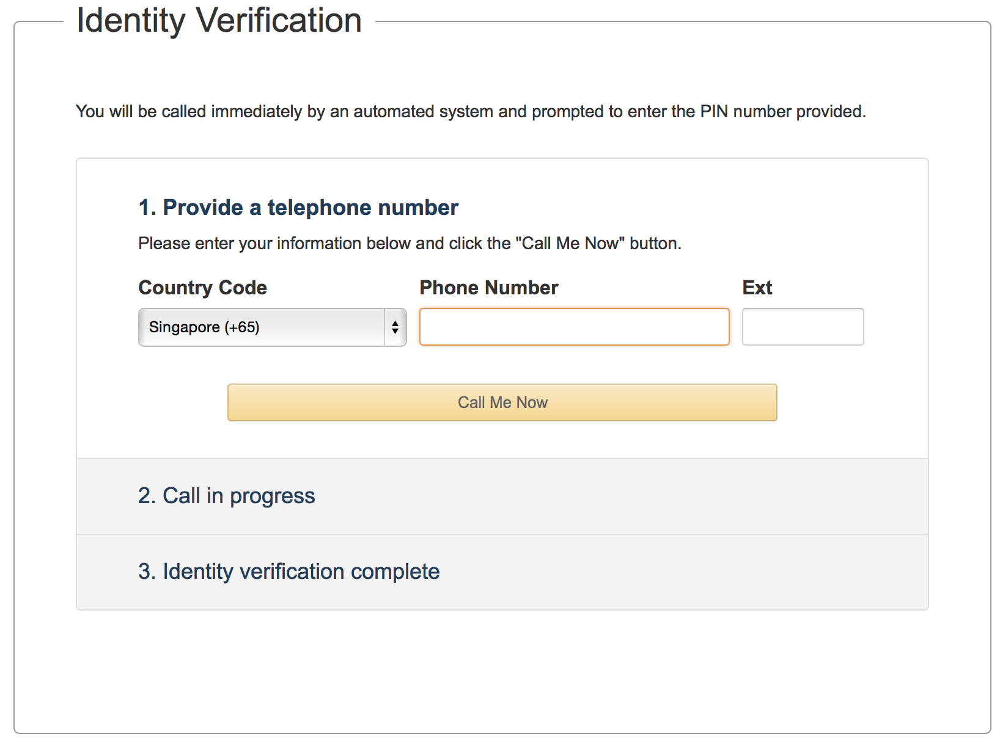 Identity Verification
You will be called immediately by an automated system and prompted to enter the PIN number provided.
1. Provide a telephone number
Please enter your information below and click the "Call Me Now" button.
Country Code Phone Number Ext
Singapore (+65)
Call Me Now
2. Call in progress
3. Identity verification complete